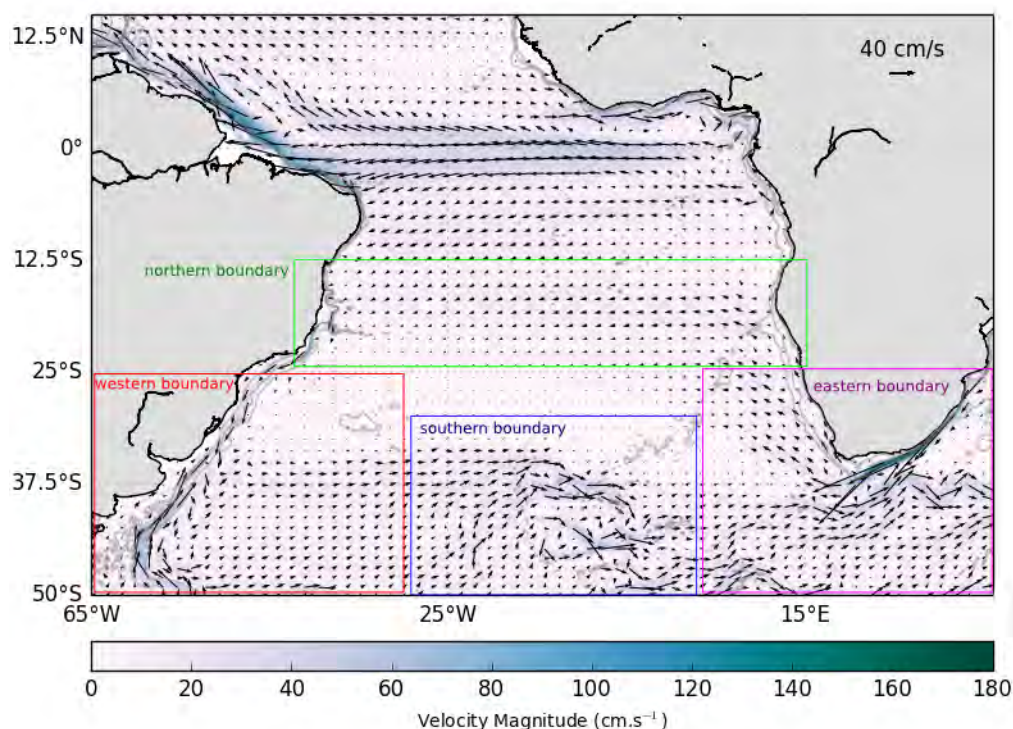 12.5°N
40 cm/s
0°
12.5°S
northern boundary
25°S
western boundary
eastern boundary
southern boundary
37.5°S
50°S
65°W
25°W
15°E
0 20 40 60 80 100 120 140 160 180
Velocity Magnitude (cm.s⁻¹)